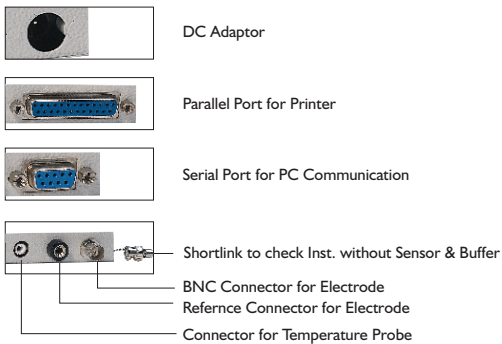 DC Adaptor
Parallel Port for Printer
Serial Port for PC Communication
Shortlink to check Inst. without Sensor & Buffer
BNC Connector for Electrode
Refernce Connector for Electrode
Connector for Temperature Probe